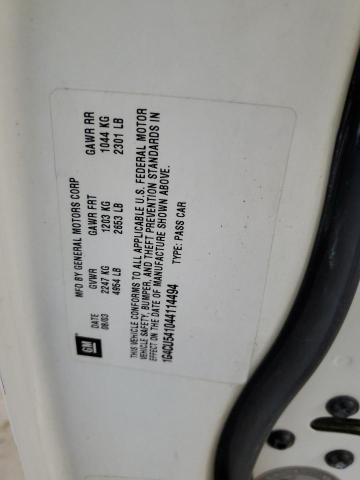 MFD BY GENERAL MOTORS CORP
DATE GVWR GAWR FRT GAWR RR
08/03 2247 KG 1203 KG 1044 KG
4954 LB 2653 LB 2301 LB
THIS VEHICLE CONFORMS TO ALL APPLICABLE U.S. FEDERAL MOTOR
VEHICLE SAFETY, BUMPER, AND THEFT PREVENTION STANDARDS IN
EFFECT ON THE DATE OF MANUFACTURE SHOWN ABOVE.
1G4CU541044114494 TYPE: PASS CAR
GM